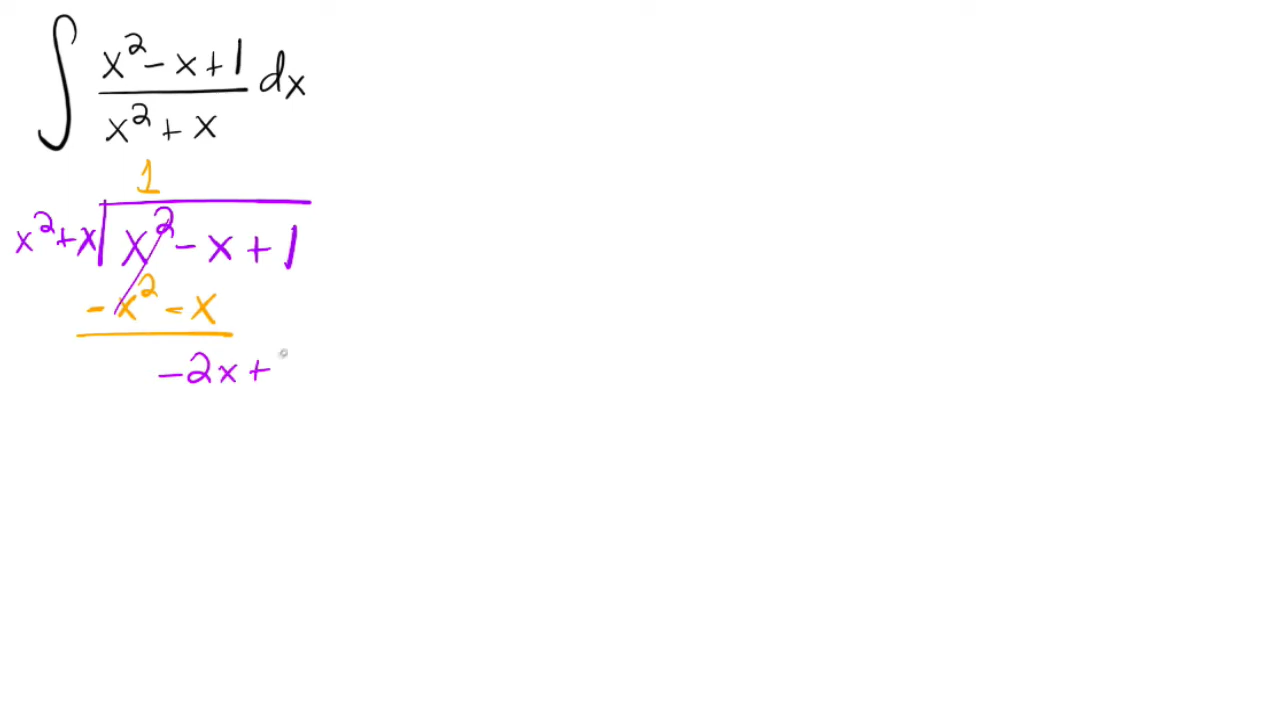 ∫ x² - x + 1 / x² + x dx
1
x² + x | x² - x + 1
- x² - x
- 2x +